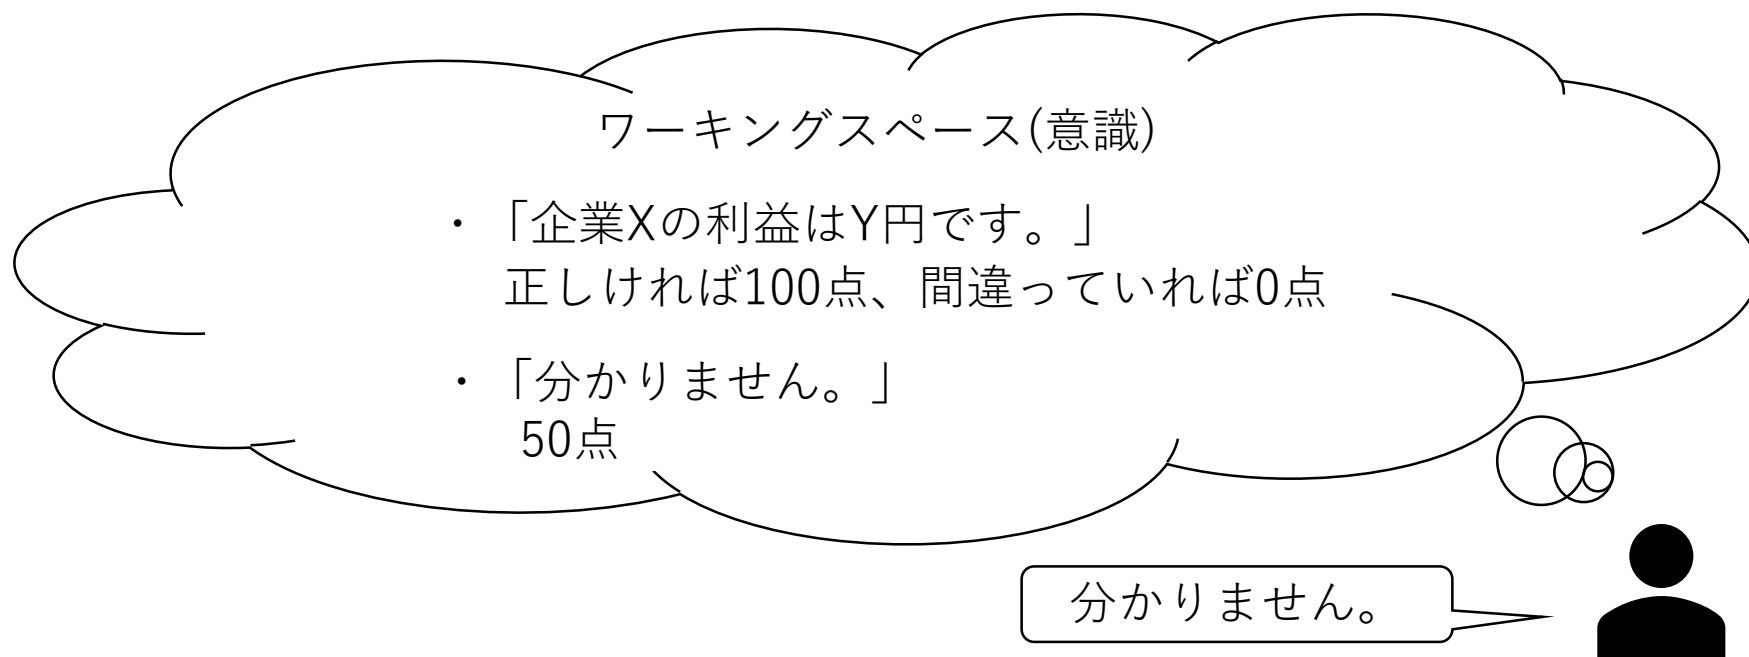 ワーキングスペース(意識)
・「企業Xの利益はY円です。」
正しければ100点、間違っていれば0点
・「分かりません。」
50点
分かりません。